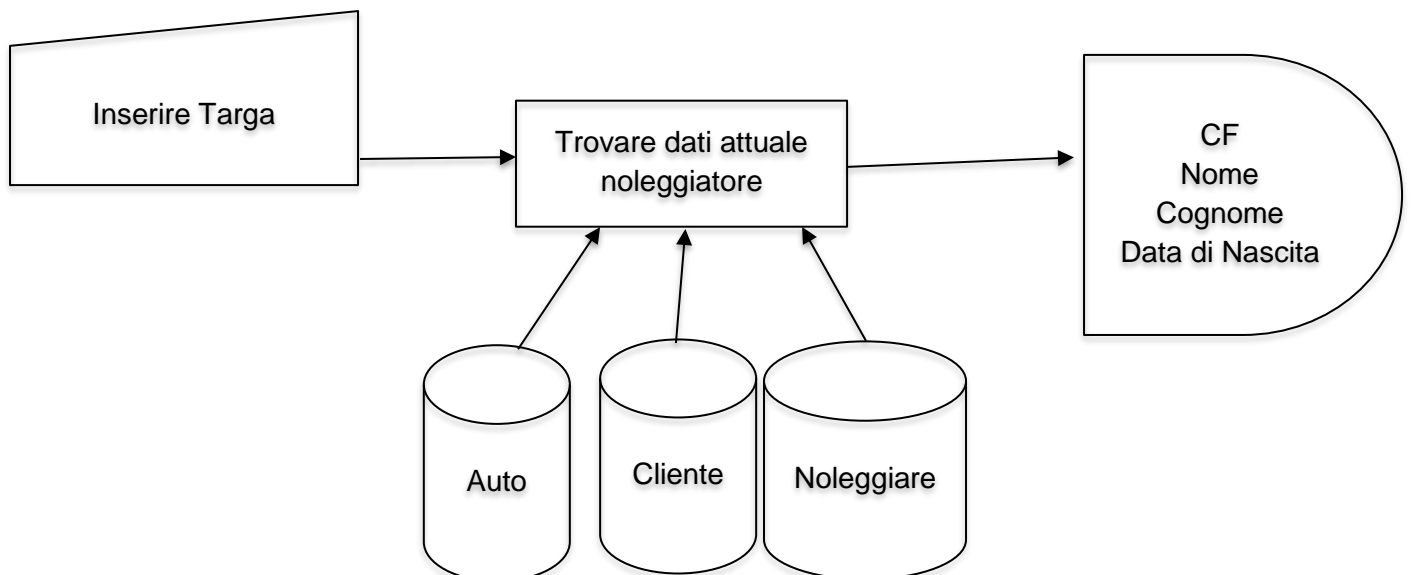 Inserire Targa
Trovare dati attuale
noleggiatore
CF
Nome
Cognome
Data di Nascita
Auto
Cliente
Noleggiare